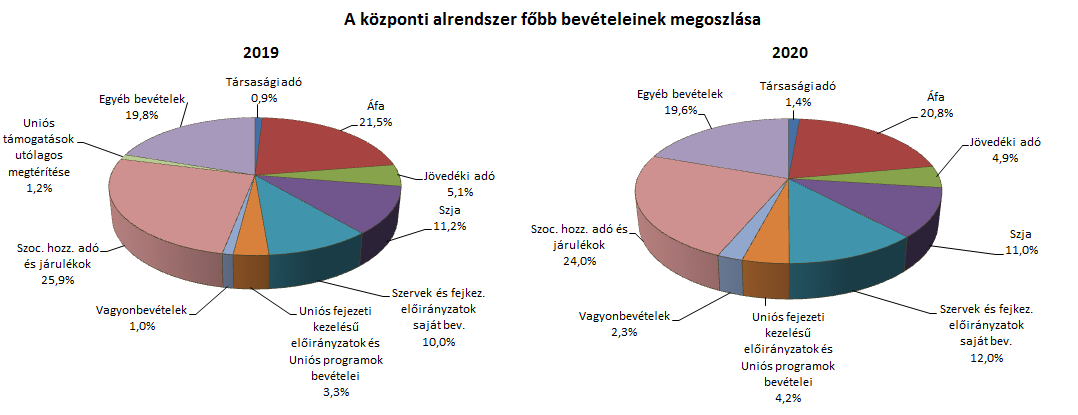 A központi alrendszer főbb bevételeinek megoszlása
2019
Társasági adó
0,9%
Áfa
21,5%
Jövedéki adó
5,1%
Szja
11,2%
Szervek és fejkez.
előirányzatok
saját bev.
10,0%
Uniós fejezeti
kezelésű
előirányzatok és
Uniós programok
bevételei
3,3%
Vagyonbevételek
1,0%
Szoc. hozz. adó
és járulékok
25,9%
Uniós
támogatások
utólagos
megtérítése
1,2%
Egyéb bevételek
19,8%
2020
Társasági adó
1,4%
Áfa
20,8%
Jövedéki adó
4,9%
Szja
11,0%
Szervek és fejkez.
előirányzatok
saját bev.
12,0%
Uniós fejezeti
kezelésű
előirányzatok és
Uniós programok
bevételei
4,2%
Vagyonbevételek
2,3%
Szoc. hozz. adó és
járulékok
24,0%
Egyéb bevételek
19,6%